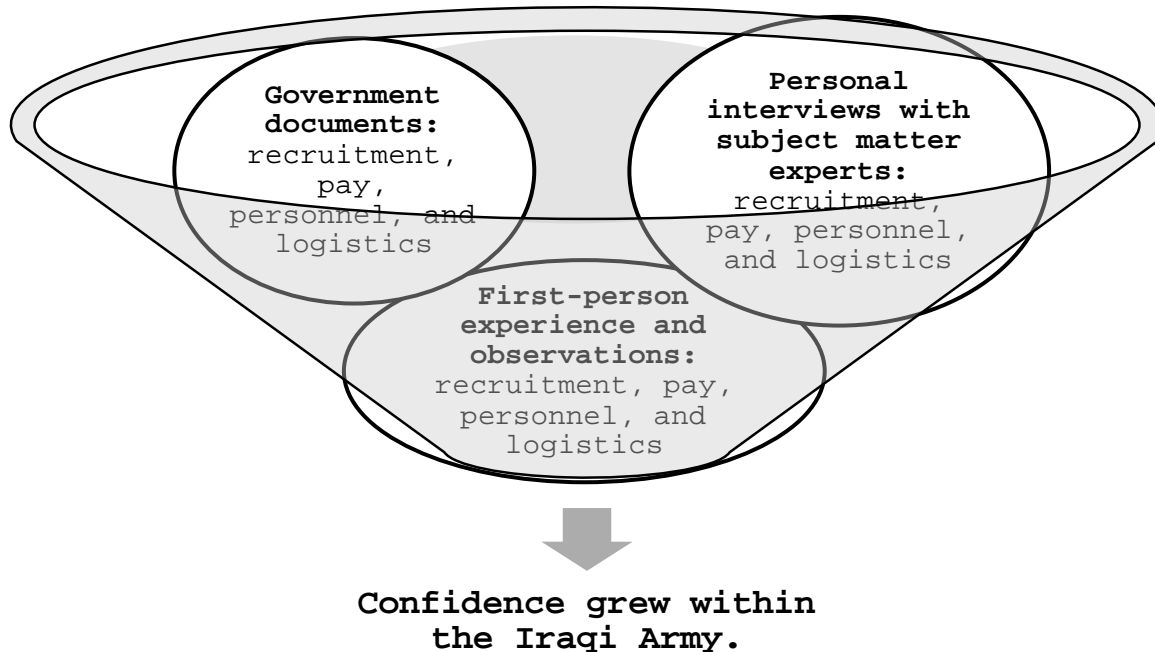 Government
documents:
recruitment,
pay,
personnel, and
logistics
Personal
interviews with
subject matter
experts:
recruitment,
pay, personnel,
and logistics
First-person
experience and
observations:
recruitment, pay,
personnel, and
logistics
Confidence grew within
the Iraqi Army.